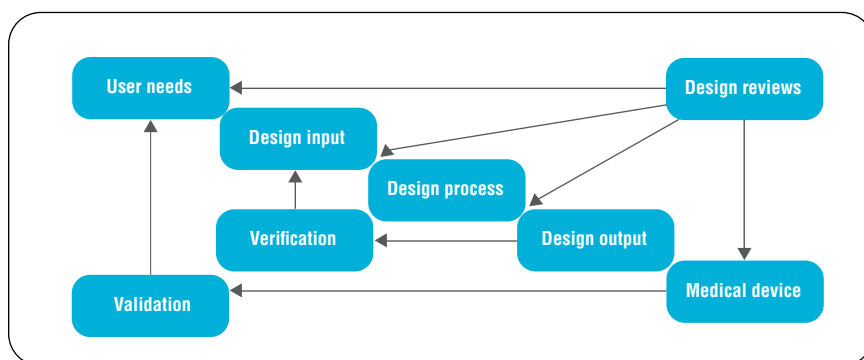 User needs
Design reviews
Design input
Design process
Verification
Design output
Validation
Medical device